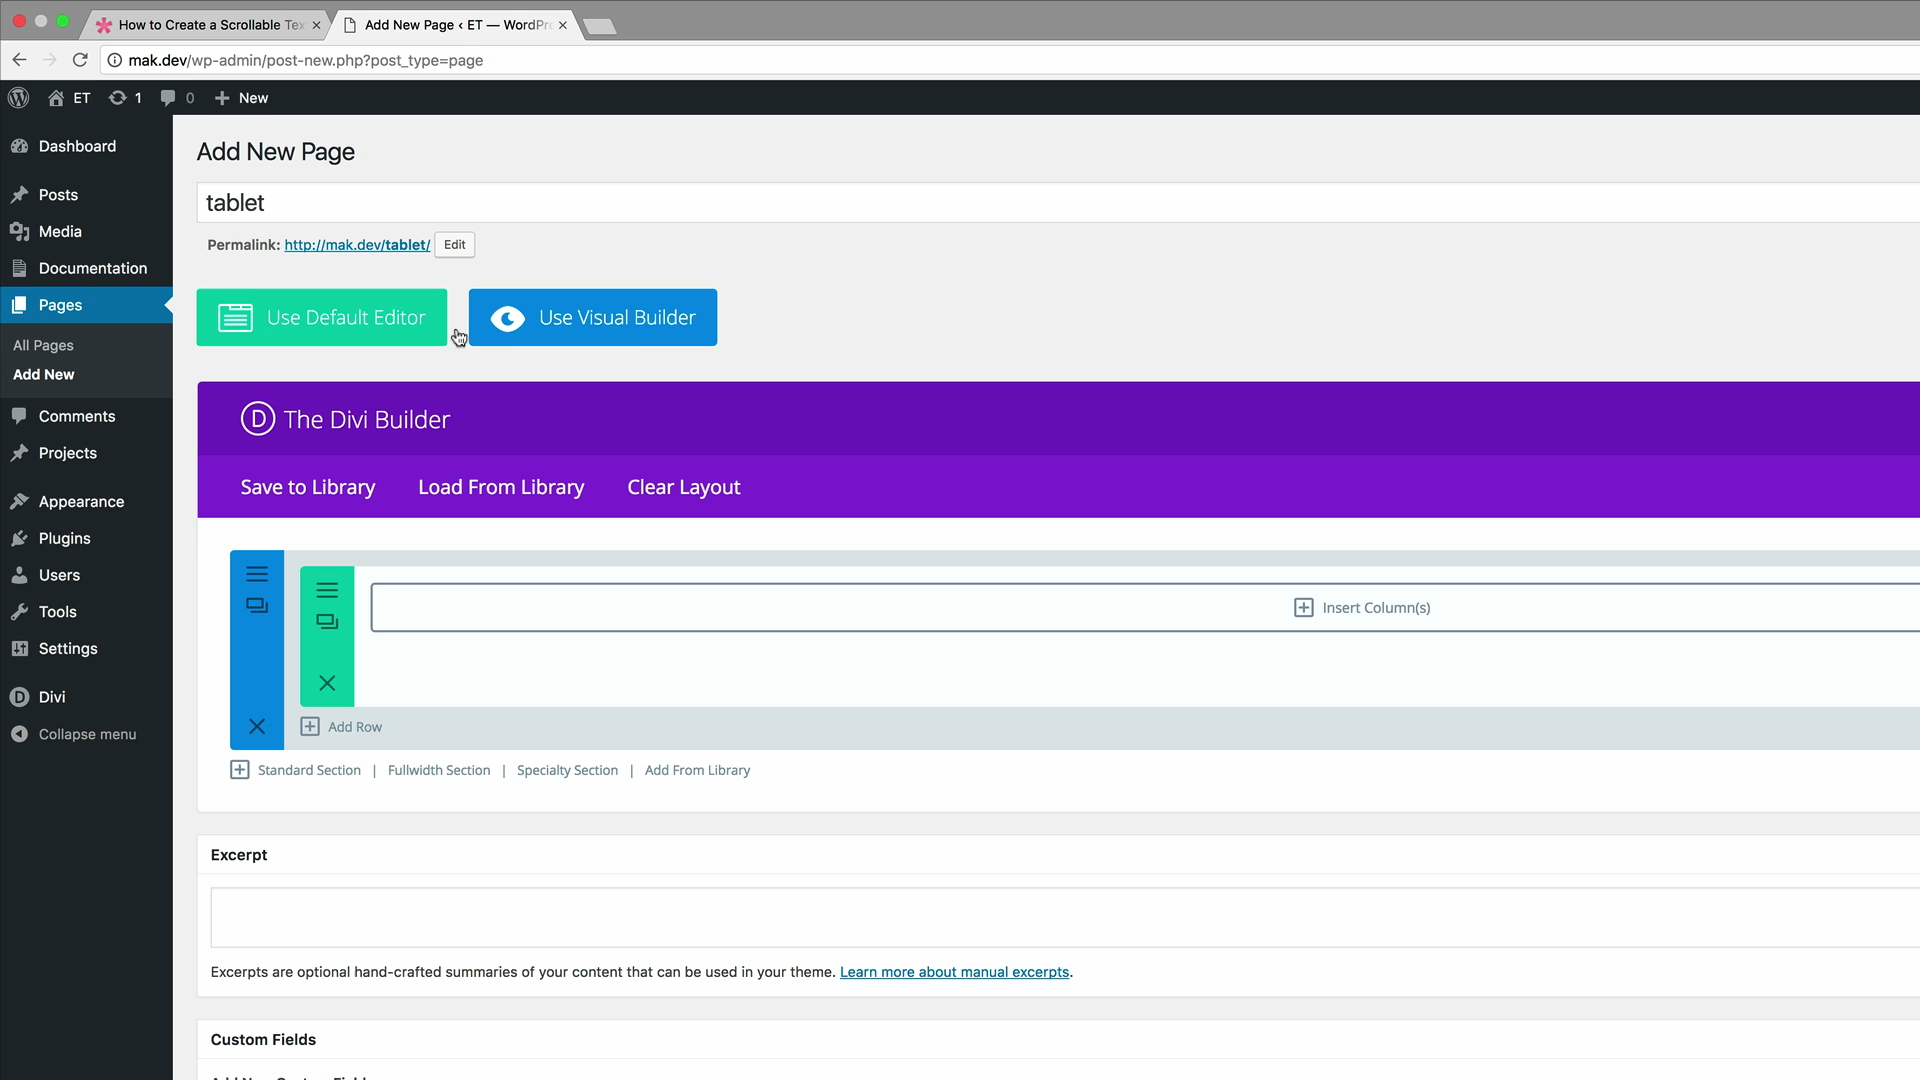 How to Create a Scrollable Tex
Add New Page ‹ ET — WordPre
mak.dev/wp-admin/post-new.php?post_type=page
ET 1 0 New
Dashboard
Posts
Media
Documentation
Pages
All Pages
Add New
Comments
Projects
Appearance
Plugins
Users
Tools
Settings
Divi
Collapse menu
Add New Page
tablet
Permalink: http://mak.dev/tablet/ Edit
Use Default Editor Use Visual Builder
D The Divi Builder
Save to Library Load From Library Clear Layout
Insert Column(s)
Add Row
Standard Section | Fullwidth Section | Specialty Section | Add From Library
Excerpt
Excerpts are optional hand-crafted summaries of your content that can be used in your theme. Learn more about manual excerpts.
Custom Fields